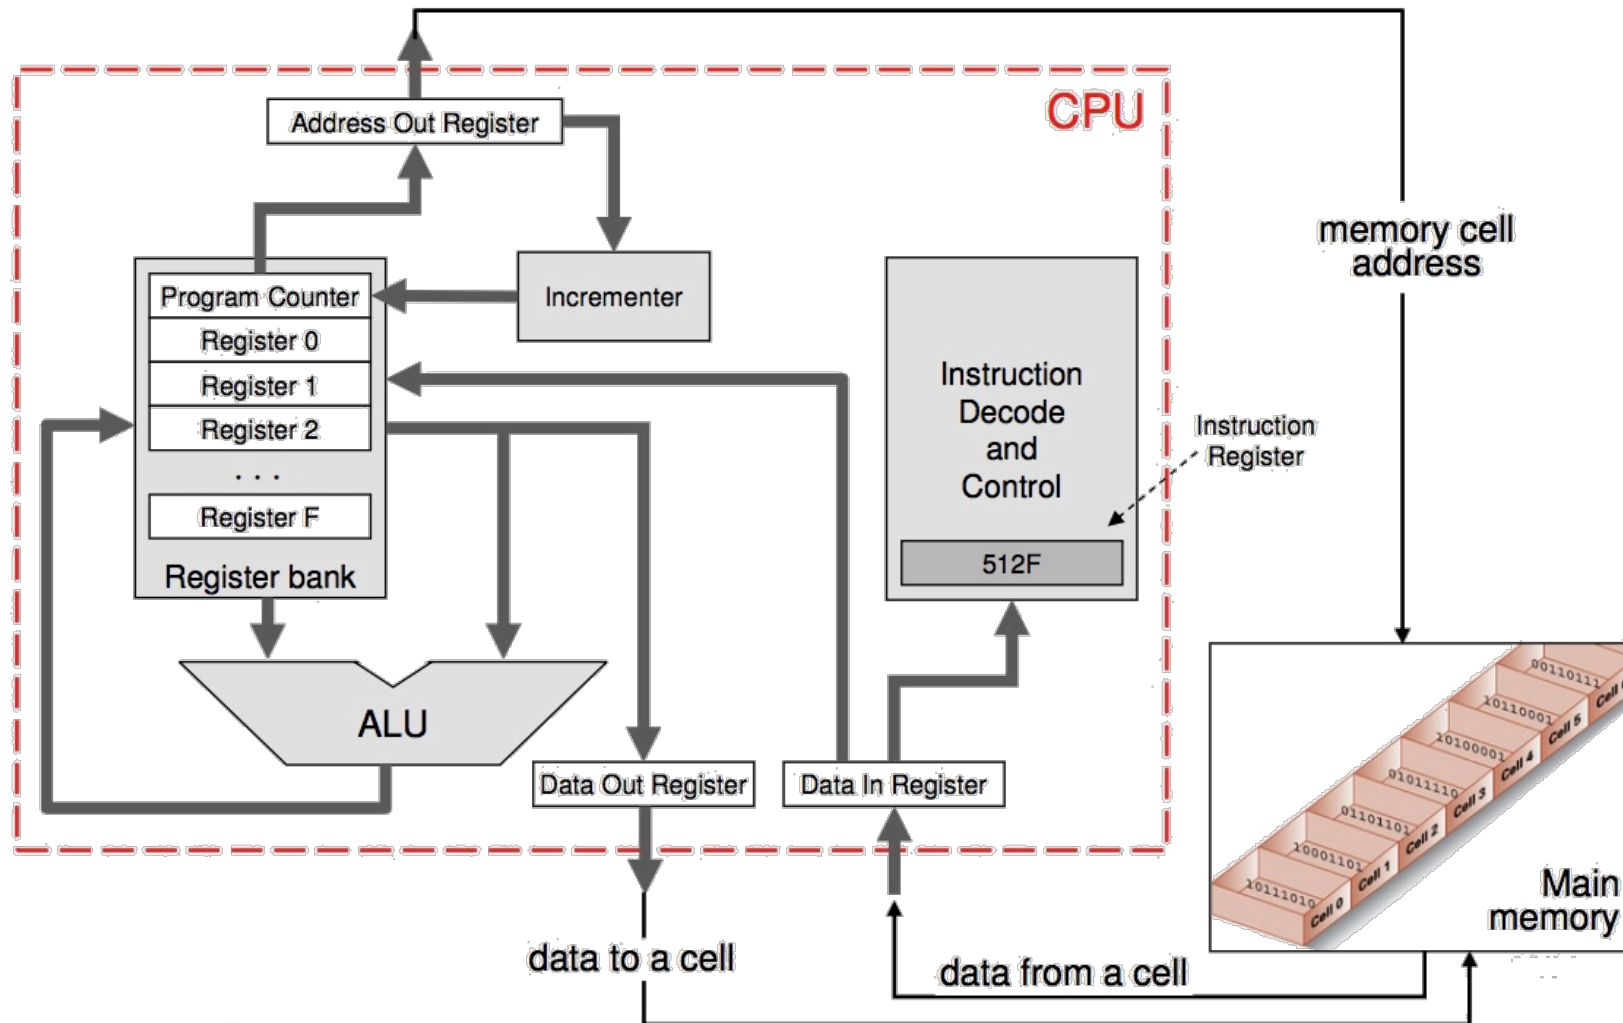 CPU
Address Out Register
memory cell
address
Program Counter
Incrementer
Register 0
Register 1
Register 2
. . .
Register F
Register bank
Instruction
Decode
and
Control
Instruction
Register
512F
ALU
Data Out Register
Data In Register
00110111
10110001
Cell 5
10100001
Cell 4
01011110
Cell 3
01101101
Cell 2
10001101
Cell 1
10111010
Cell 0
Main
memory
data to a cell
data from a cell